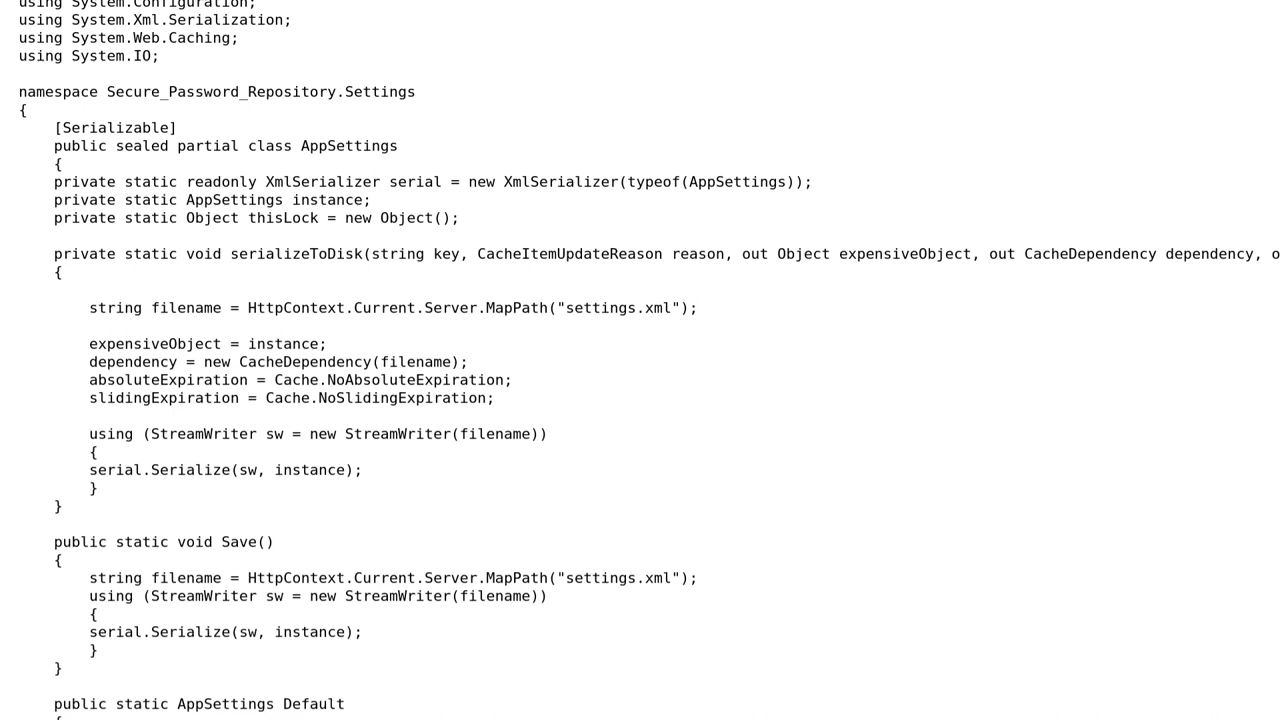 using System.Configuration;
using System.Xml.Serialization;
using System.Web.Caching;
using System.IO;

namespace Secure_Password_Repository.Settings
{
    [Serializable]
    public sealed partial class AppSettings
    {
    private static readonly XmlSerializer serial = new XmlSerializer(typeof(AppSettings));
    private static AppSettings instance;
    private static Object thisLock = new Object();

    private static void serializeToDisk(string key, CacheItemUpdateReason reason, out Object expensiveObject, out CacheDependency dependency, o
    {

        string filename = HttpContext.Current.Server.MapPath("settings.xml");

        expensiveObject = instance;
        dependency = new CacheDependency(filename);
        absoluteExpiration = Cache.NoAbsoluteExpiration;
        slidingExpiration = Cache.NoSlidingExpiration;

        using (StreamWriter sw = new StreamWriter(filename))
        {
        serial.Serialize(sw, instance);
        }
    }

    public static void Save()
    {
        string filename = HttpContext.Current.Server.MapPath("settings.xml");
        using (StreamWriter sw = new StreamWriter(filename))
        {
        serial.Serialize(sw, instance);
        }
    }

    public static AppSettings Default
    {